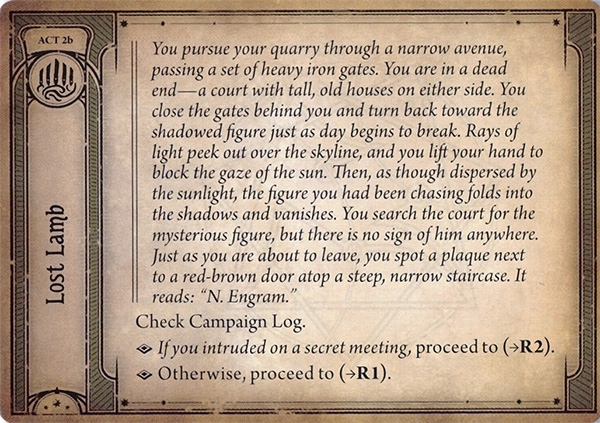 ACT 2b
Lost Lamb
You pursue your quarry through a narrow avenue,
passing a set of heavy iron gates. You are in a dead
end—a court with tall, old houses on either side. You
close the gates behind you and turn back toward the
shadowed figure just as day begins to break. Rays of
light peek out over the skyline, and you lift your hand to
block the gaze of the sun. Then, as though dispersed by
the sunlight, the figure you had been chasing folds into
the shadows and vanishes. You search the court for the
mysterious figure, but there is no sign of him anywhere.
Just as you are about to leave, you spot a plaque next
to a red-brown door atop a steep, narrow staircase. It
reads: “N. Engram.”
Check Campaign Log.
If you intruded on a secret meeting, proceed to (→R2).
Otherwise, proceed to (→R1).